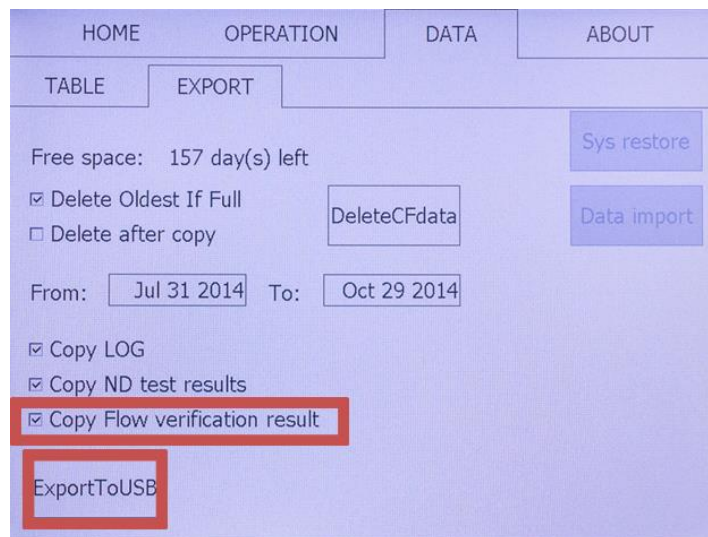 HOME OPERATION DATA ABOUT
TABLE EXPORT
Sys restore
Free space: 157 day(s) left
Delete Oldest If Full
DeleteCFdata
Data import
Delete after copy
From: Jul 31 2014 To: Oct 29 2014
Copy LOG
Copy ND test results
Copy Flow verification result
ExportToUSB